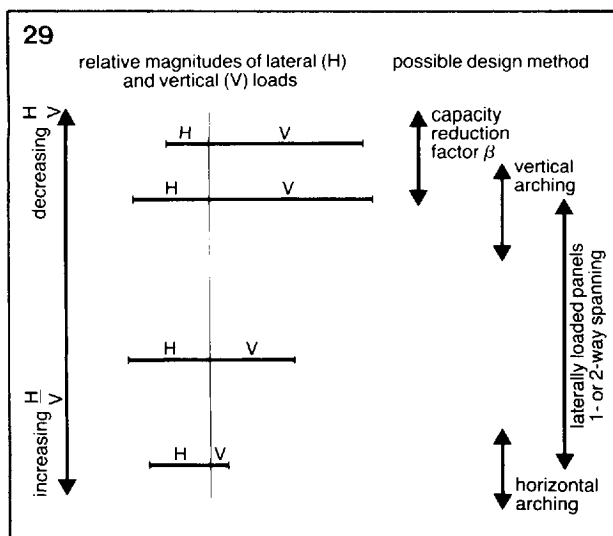 29
relative magnitudes of lateral (H)
and vertical (V) loads
possible design method
decreasing H
V
H V
H V
H V
H V
increasing H
V
capacity
reduction
factor β
vertical
arching
laterally loaded panels
1- or 2-way spanning
horizontal
arching